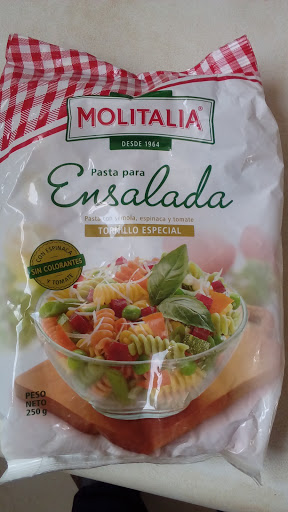 MOLITALIA®
DESDE 1964
Pasta para
Ensalada
Pasta con sémola, espinaca y tomate
TORNILLO ESPECIAL
CON ESPINACA
SIN COLORANTES
Y TOMATE
PESO
NETO
250 g